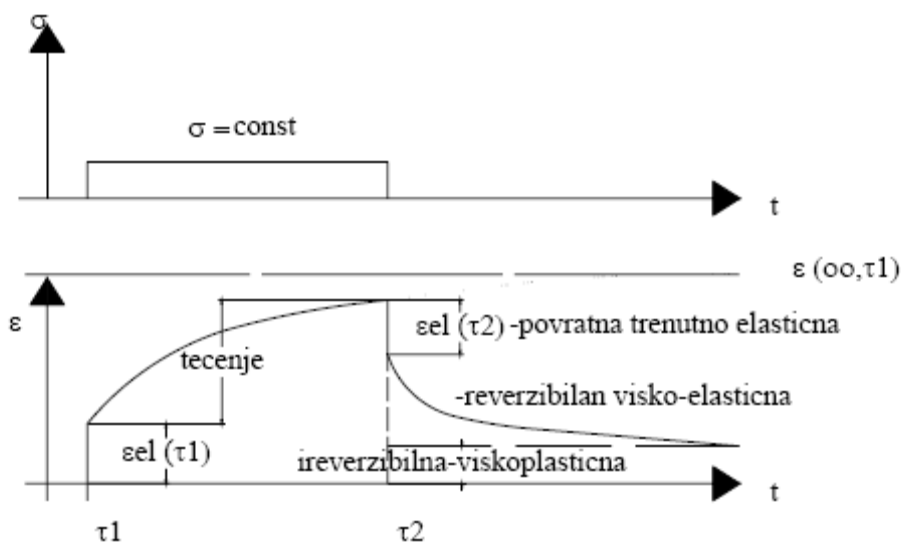 σ
σ = const
t
ε (oo,τ1)
ε
εel (τ2) -povratna trenutno elasticna
tecenje
-reverzibilan visko-elasticna
εel (τ1)
ireverzibilna-viskoplasticna
t
τ1
τ2